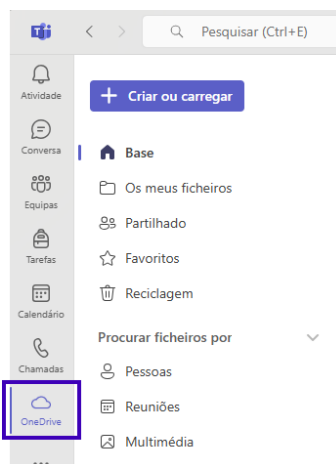 Pesquisar (Ctrl+E)
Atividade
Conversa
Equipas
Tarefas
Calendário
Chamadas
OneDrive
+ Criar ou carregar
Base
Os meus ficheiros
Partilhado
Favoritos
Reciclagem
Procurar ficheiros por
Pessoas
Reuniões
Multimédia